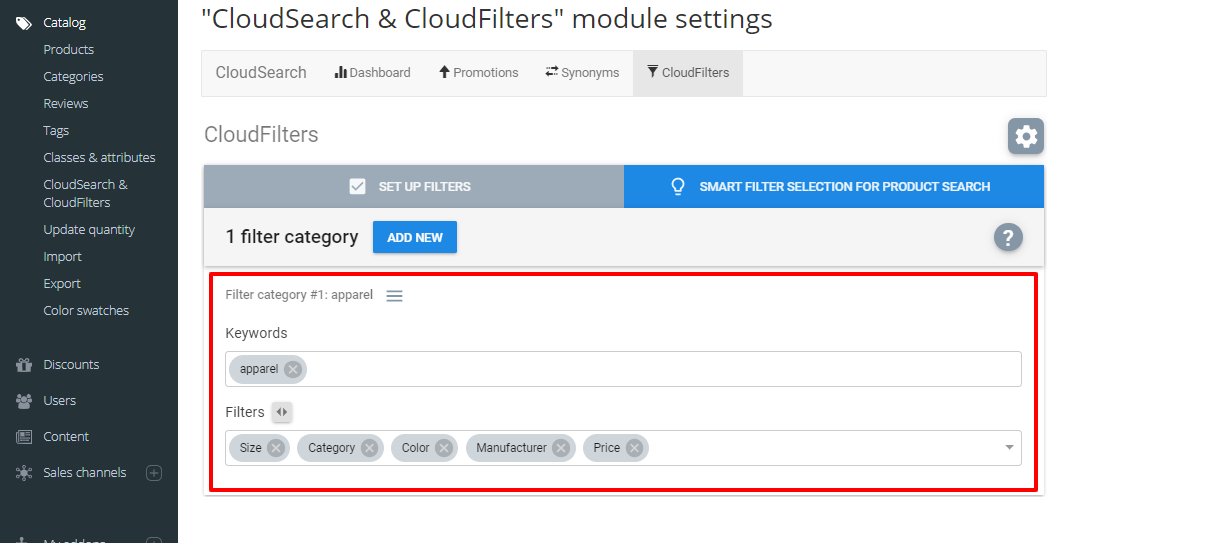 Catalog
Products
Categories
Reviews
Tags
Classes & attributes
CloudSearch &
CloudFilters
Update quantity
Import
Export
Color swatches
Discounts
Users
Content
Sales channels
My addons
"CloudSearch & CloudFilters" module settings
CloudSearch Dashboard Promotions Synonyms CloudFilters
CloudFilters
SET UP FILTERS SMART FILTER SELECTION FOR PRODUCT SEARCH
1 filter category ADD NEW ?
Filter category #1: apparel
Keywords
apparel
Filters
Size Category Color Manufacturer Price